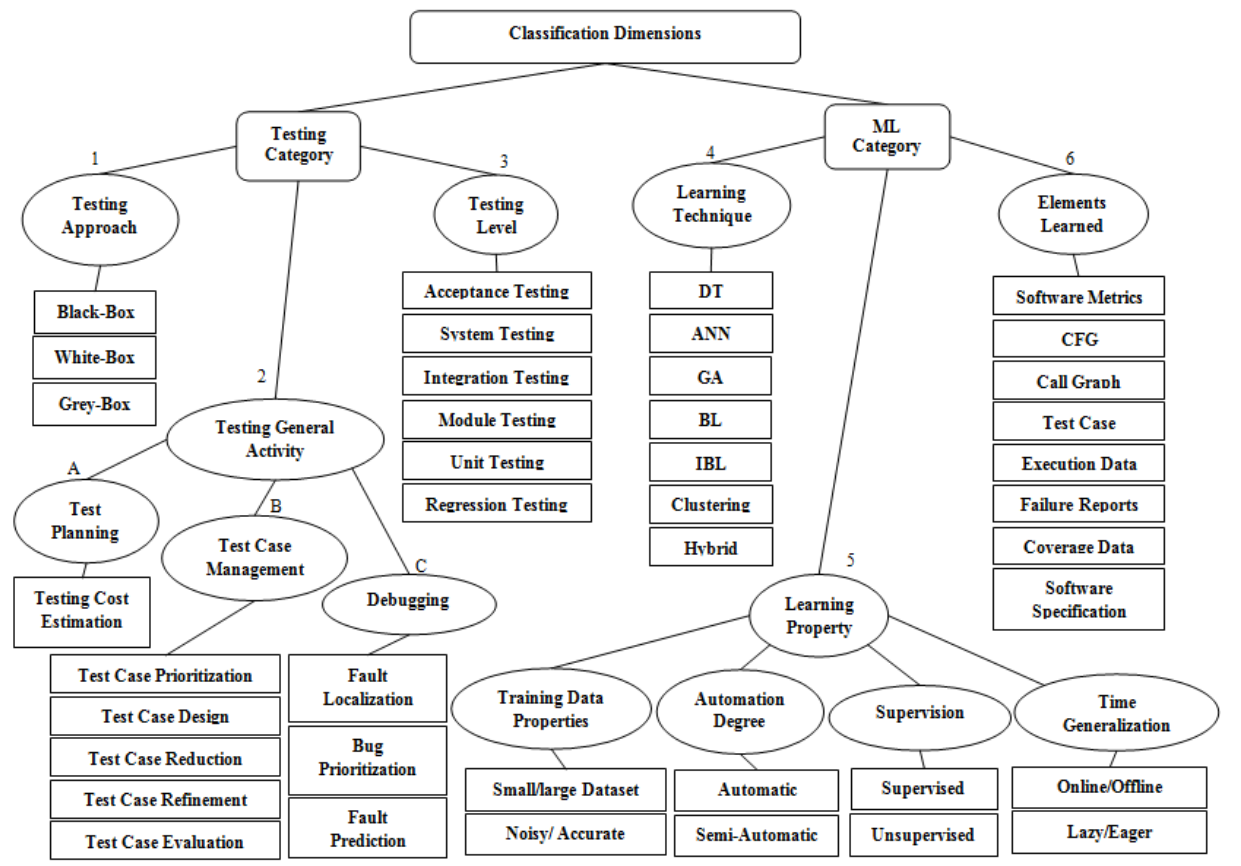 Classification Dimensions
Testing
Category
ML
Category
1
Testing
Approach
Black-Box
White-Box
Grey-Box
2
Testing General
Activity
A
Test
Planning
Testing Cost
Estimation
B
Test Case
Management
Test Case Prioritization
Test Case Design
Test Case Reduction
Test Case Refinement
Test Case Evaluation
C
Debugging
Fault
Localization
Bug
Prioritization
Fault
Prediction
3
Testing
Level
Acceptance Testing
System Testing
Integration Testing
Module Testing
Unit Testing
Regression Testing
4
Learning
Technique
DT
ANN
GA
BL
IBL
Clustering
Hybrid
5
Learning
Property
Training Data
Properties
Small/large Dataset
Noisy/ Accurate
Automation
Degree
Automatic
Semi-Automatic
Supervision
Supervised
Unsupervised
Time
Generalization
Online/Offline
Lazy/Eager
6
Elements
Learned
Software Metrics
CFG
Call Graph
Test Case
Execution Data
Failure Reports
Coverage Data
Software
Specification